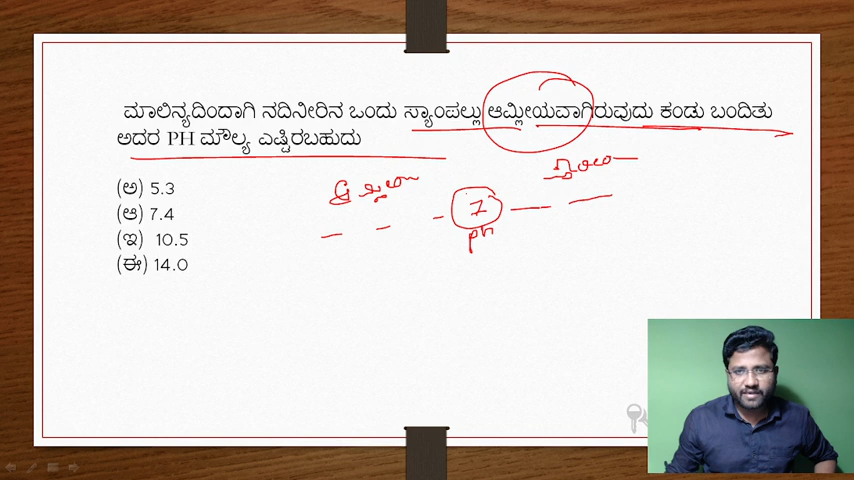 ಮಾಲಿನ್ಯದಿಂದಾಗಿ ನದಿನೀರಿನ ಒಂದು ಸ್ಯಾಂಪಲ್ಲು ಆಮ್ಲೀಯವಾಗಿರುವುದು ಕಂಡು ಬಂದಿತು
ಅದರ PH ಮೌಲ್ಯ ಎಷ್ಟಿರಬಹುದು
(ಅ) 5.3
(ಆ) 7.4
(ಇ) 10.5
(ಈ) 14.0
7
ph